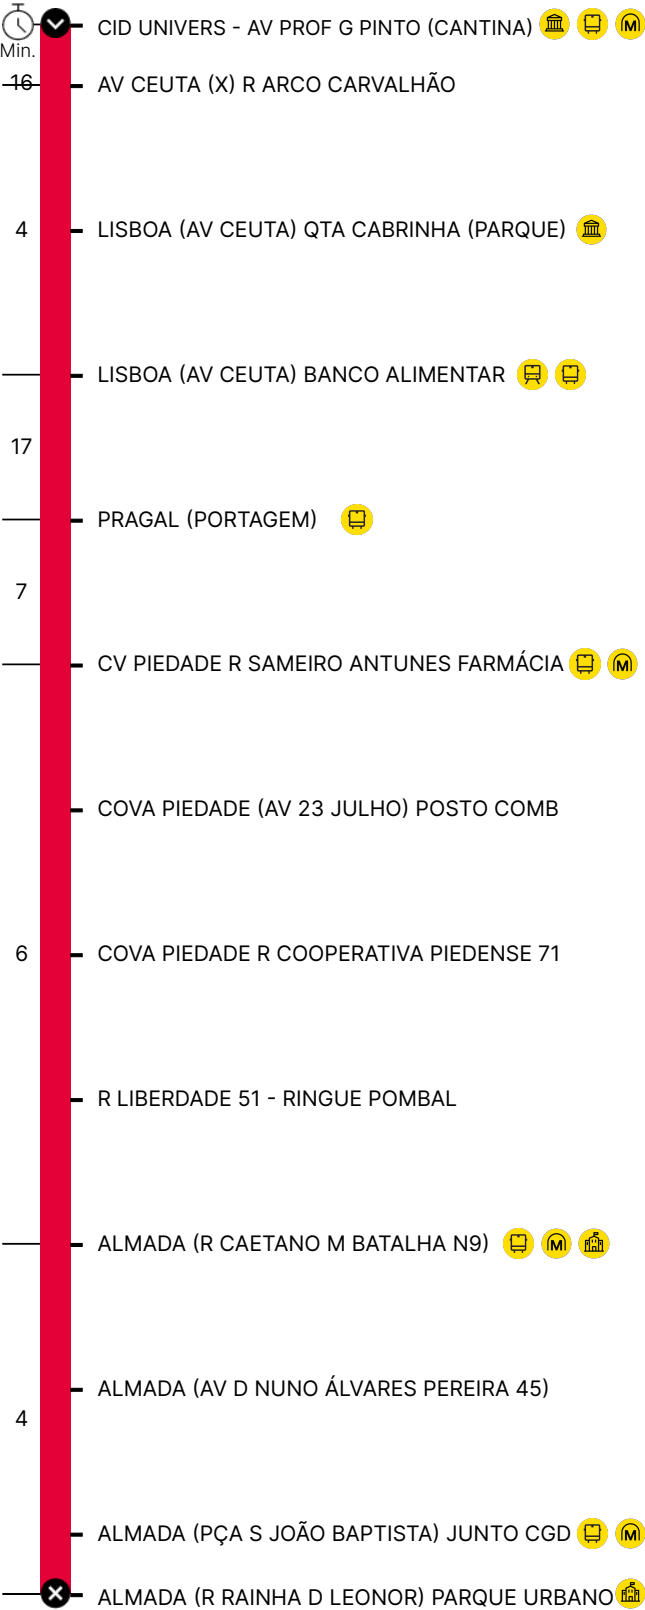 CID UNIVERS - AV PROF G PINTO (CANTINA) M
Min.
16 AV CEUTA (X) R ARCO CARVALHÃO
4 LISBOA (AV CEUTA) QTA CABRINHA (PARQUE)
LISBOA (AV CEUTA) BANCO ALIMENTAR
17
PRAGAL (PORTAGEM)
7
CV PIEDADE R SAMEIRO ANTUNES FARMÁCIA M
COVA PIEDADE (AV 23 JULHO) POSTO COMB
6 COVA PIEDADE R COOPERATIVA PIEDENSE 71
R LIBERDADE 51 - RINGUE POMBAL
ALMADA (R CAETANO M BATALHA N9) M
ALMADA (AV D NUNO ÁLVARES PEREIRA 45)
4
ALMADA (PÇA S JOÃO BAPTISTA) JUNTO CGD M
ALMADA (R RAINHA D LEONOR) PARQUE URBANO